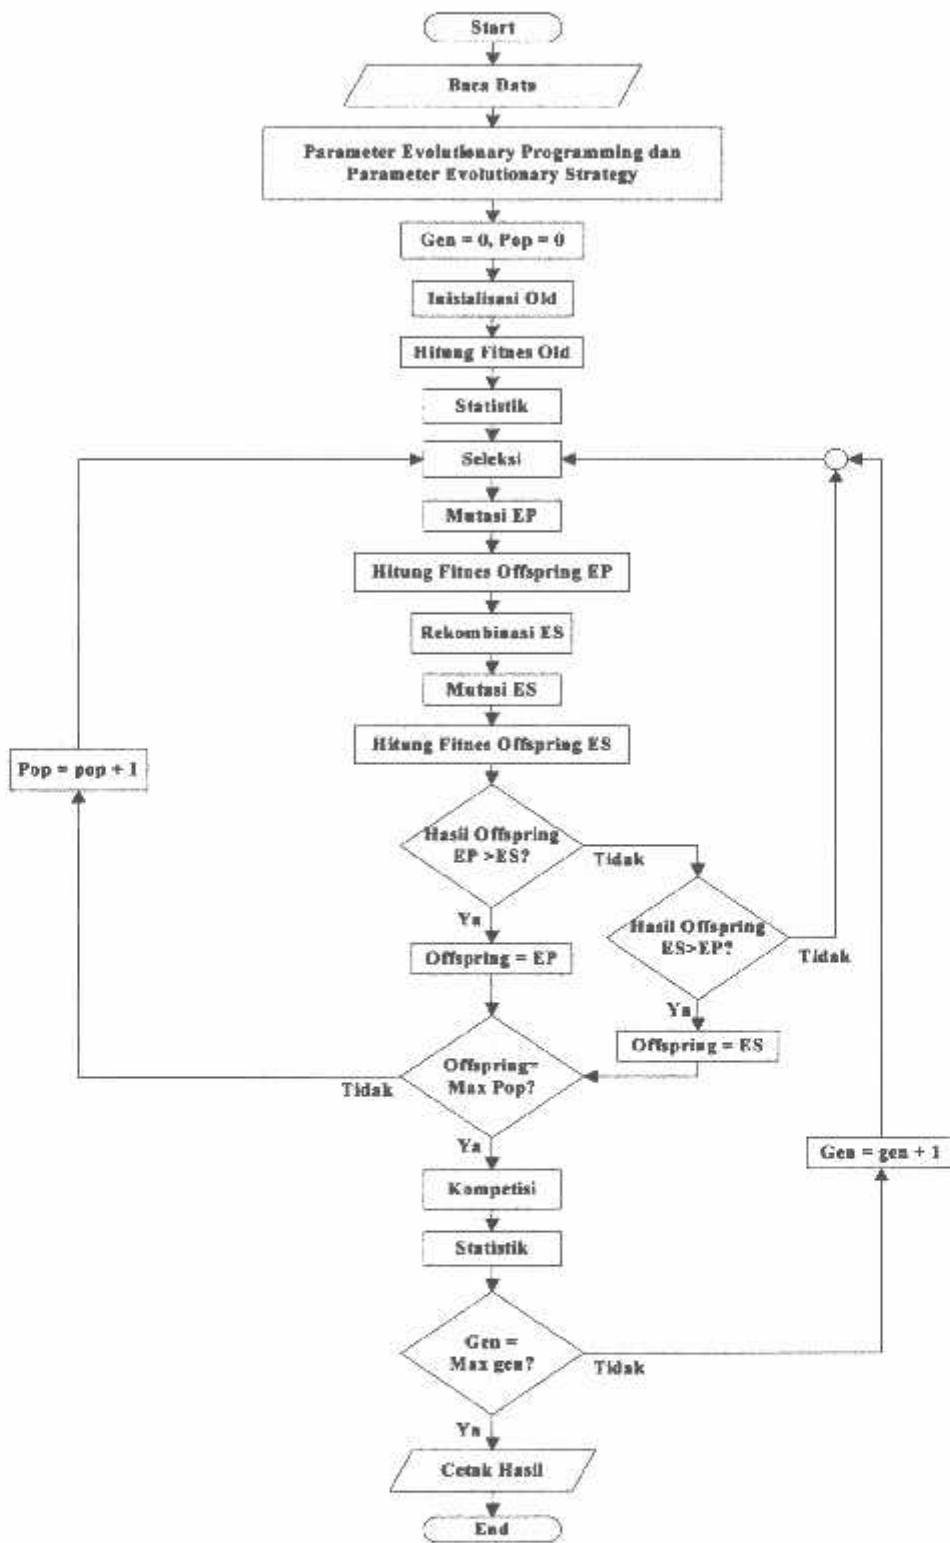 Start
Baca Data
Parameter Evolutionary Programming dan
Parameter Evolutionary Strategy
Gen = 0, Pop = 0
Inisialisasi Old
Hitung Fitnes Old
Statistik
Seleksi
Mutasi EP
Hitung Fitnes Offspring EP
Rekombinasi ES
Mutasi ES
Hitung Fitnes Offspring ES
Pop = pop + 1
Hasil Offspring
EP >ES?
Tidak
Ya
Hasil Offspring
ES>EP?
Tidak
Offspring = EP
Ya
Offspring = ES
Offspring=
Max Pop?
Tidak
Ya
Gen = gen + 1
Kompetisi
Statistik
Gen =
Max gen?
Tidak
Ya
Cetak Hasil
End